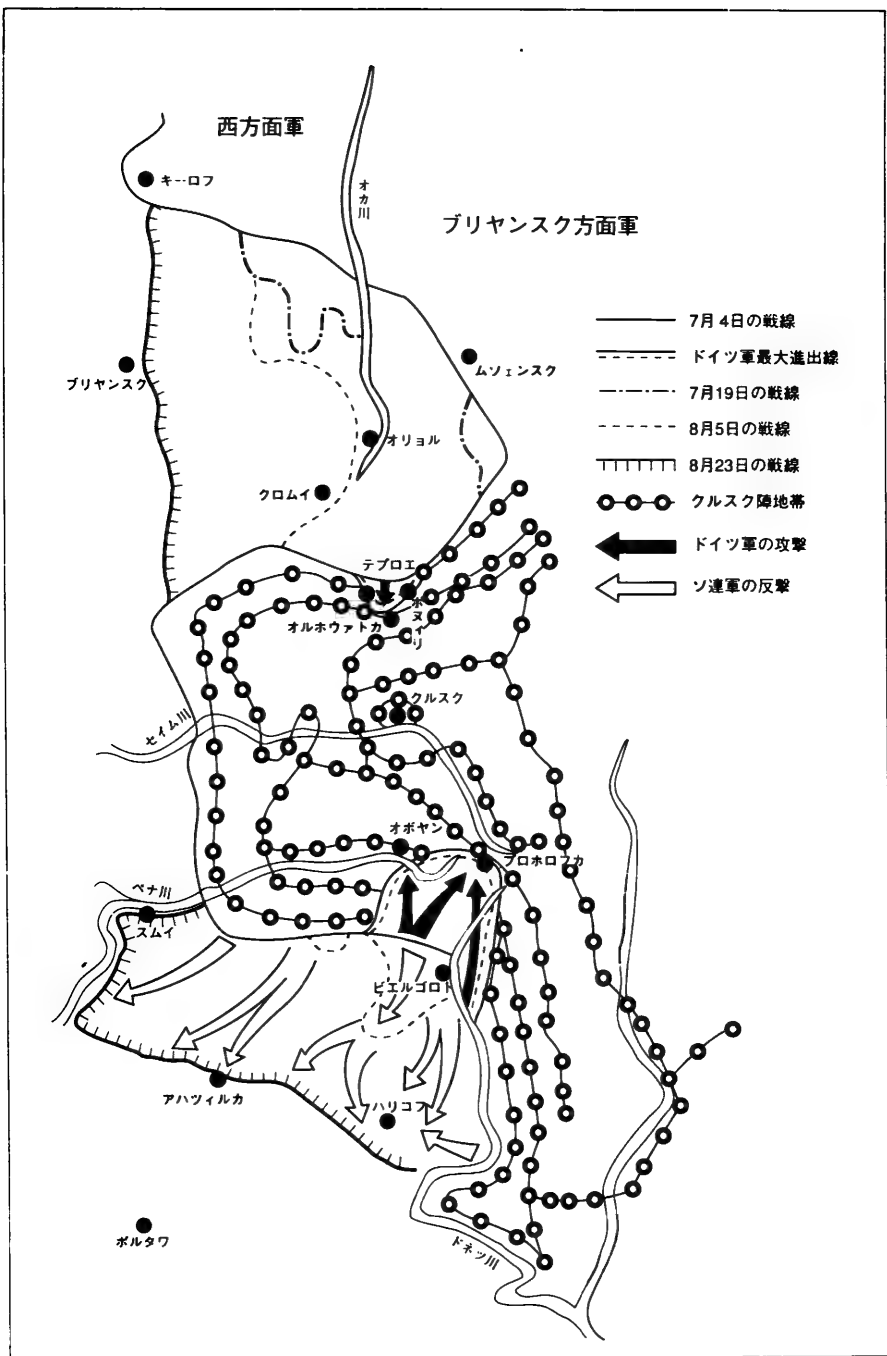 西方面軍
キーロフ
オカ川
ブリヤンスク方面軍
7月4日の戦線
ドイツ軍最大進出線
7月19日の戦線
8月5日の戦線
8月23日の戦線
クルスク陣地帯
ドイツ軍の攻撃
ソ連軍の反撃
ムツェンスク
ブリヤンスク
オリョル
クロムイ
テプロエ
ポヌイリ
オルホヴァトカ
クルスク
セイム川
オボヤン
プロホロフカ
ペナ川
スムイ
ビエルゴロト
アハツィルカ
ハリコフ
ポルタワ
ドネツ川